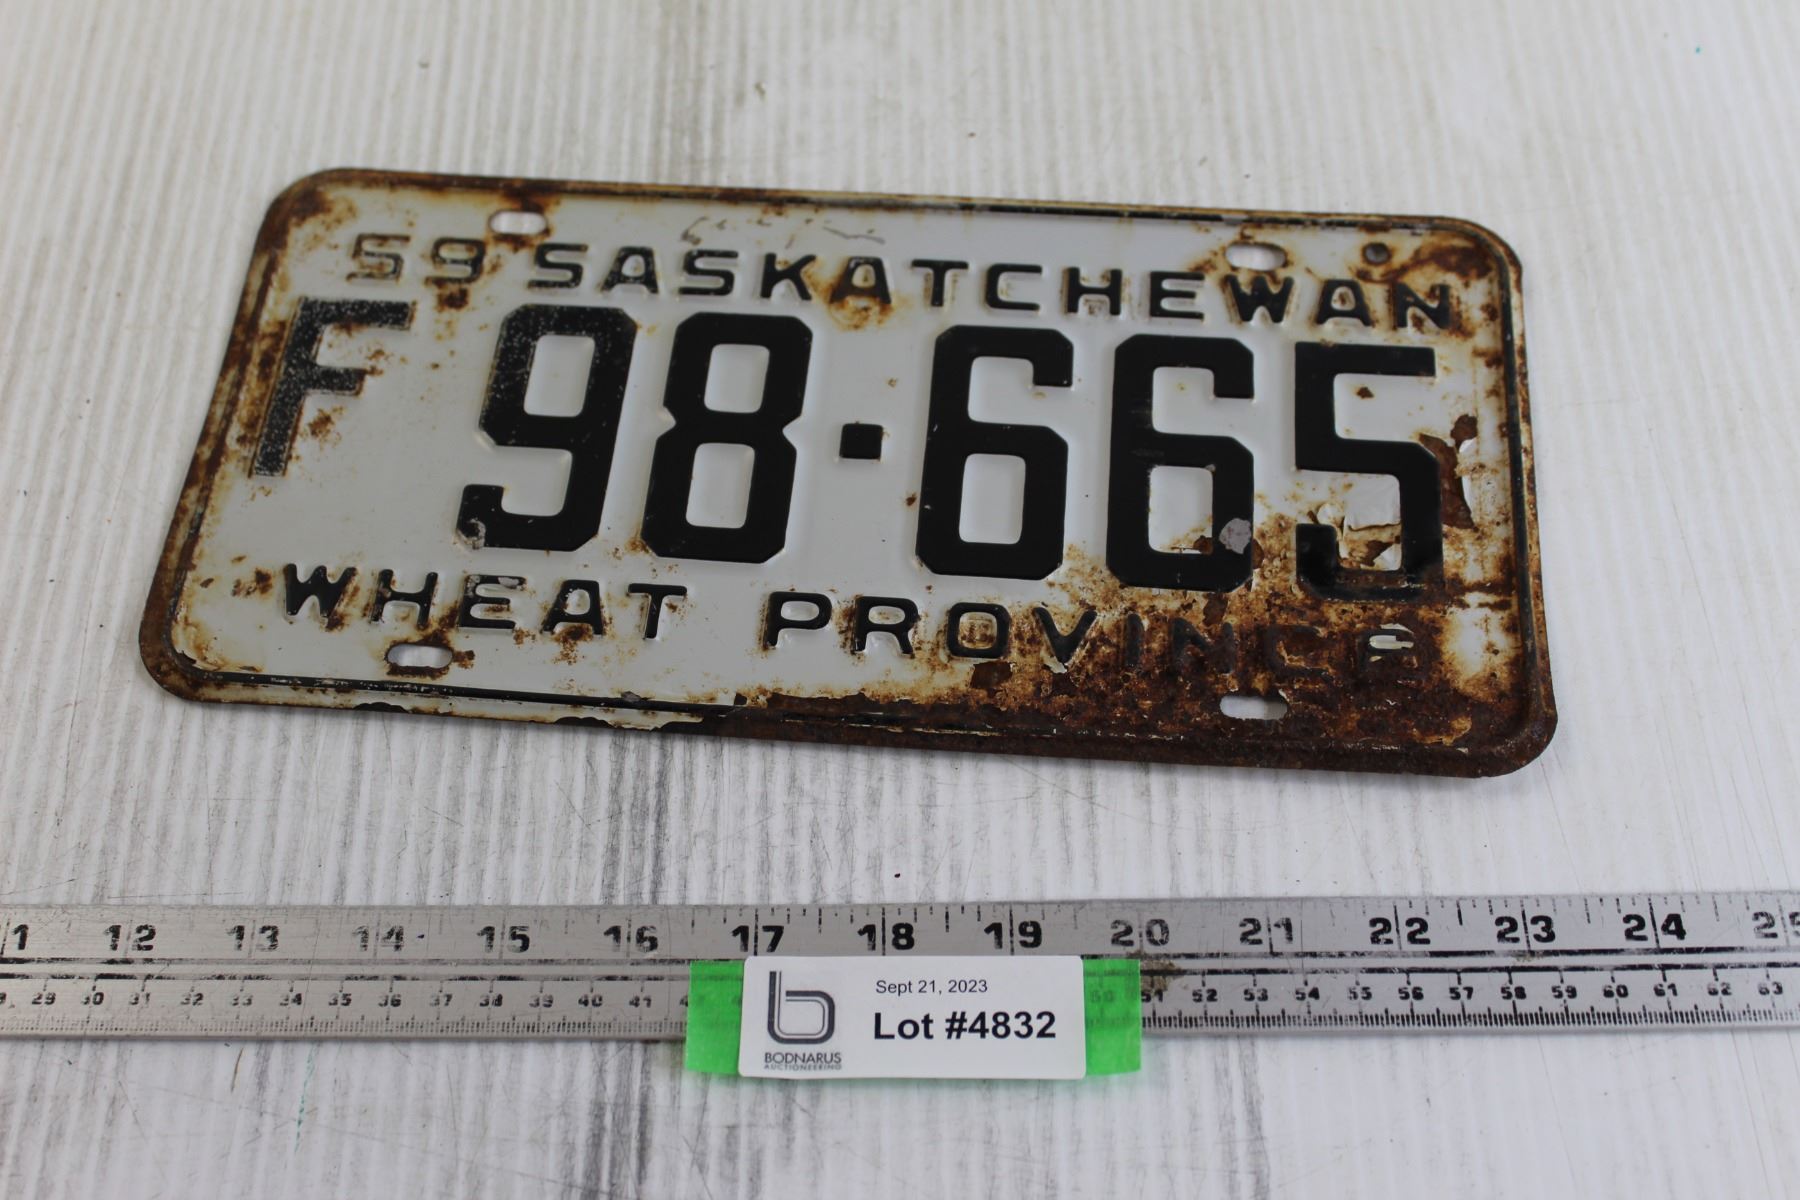 59 SASKATCHEWAN
F 98·665
WHEAT PROVINCE
11 12 13 14 15 16 17 18 19 20 21 22 23 24 25
29 30 31 32 33 34 35 36 37 38 39 40 41 50 51 52 53 54 55 56 57 58 59 60 61 62 63
Sept 21, 2023
Lot #4832
BODNARUS
AUCTIONEERING